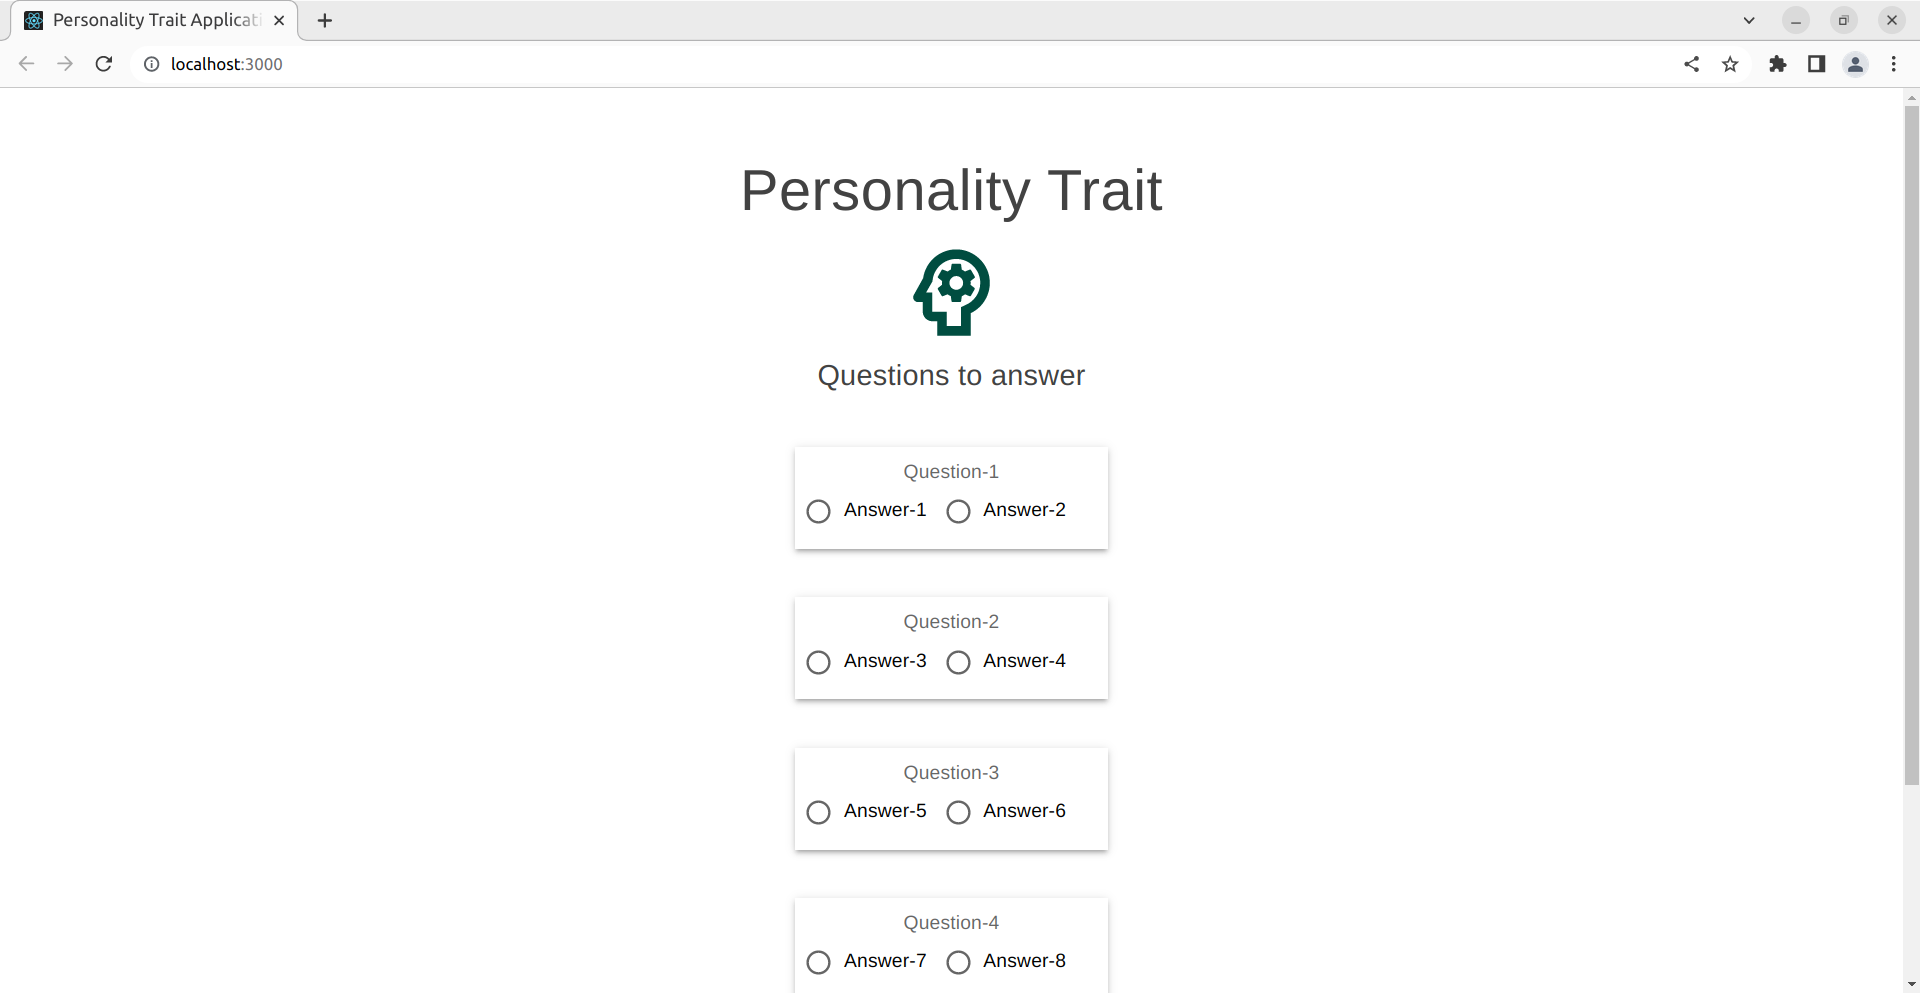 Personality Trait Applicati
localhost:3000
Personality Trait
Questions to answer
Question-1
Answer-1 Answer-2
Question-2
Answer-3 Answer-4
Question-3
Answer-5 Answer-6
Question-4
Answer-7 Answer-8